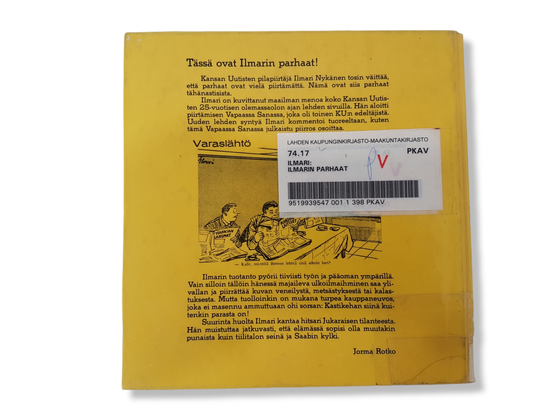 Tässä ovat Ilmarin parhaat!
Kansan Uutisten pilapiirtäjä Ilmari Nykänen tosin väittää,
että parhaat ovat vielä piirtämättä. Nämä ovat siis parhaat
tähänastisista.
Ilmari on kuvittanut maailman menoa koko Kansan Uutis-
ten 25-vuotisen olemassaolon ajan lehden sivuilla. Hän aloitti
piirtämisen Vapaassa Sanassa, joka oli toinen KU:n edeltäjistä.
Uuden lehden syntyä Ilmari kommentoi tuoreeltaan, kuten
tämä Vapaassa Sanassa julkaistu piirros osoittaa.
Varaslähtö
LAHDEN KAUPUNGINKIRJASTO-MAAKUNTAKIRJASTO
74.17 PKAV
ILMARI:
ILMARIN PARHAAT
V
9519939547 001 1 398 PKAV
Ilmarin tuotanto pyörii tiiviisti työn ja pääoman ympärillä.
Vain silloin tällöin hänessä majaileva ulkoilmaihminen saa yli-
vallan ja piirrättää kuvan veneilystä, metsästyksestä tai kalas-
tuksesta. Mutta tuolloinkin on mukana turpea kauppaneuvos,
joka ei masennu ammuttuaan ohi sorsan: Kastikehan siinä kui-
tenkin parasta on!
Suurinta huolta Ilmari kantaa hitsari Jukaraisen tilanteesta.
Hän muistuttaa jatkuvasti, että elämässä sopisi olla muutakin
punaista kuin tiilitalon seinä ja Saabin kylki.
Jorma Rotko